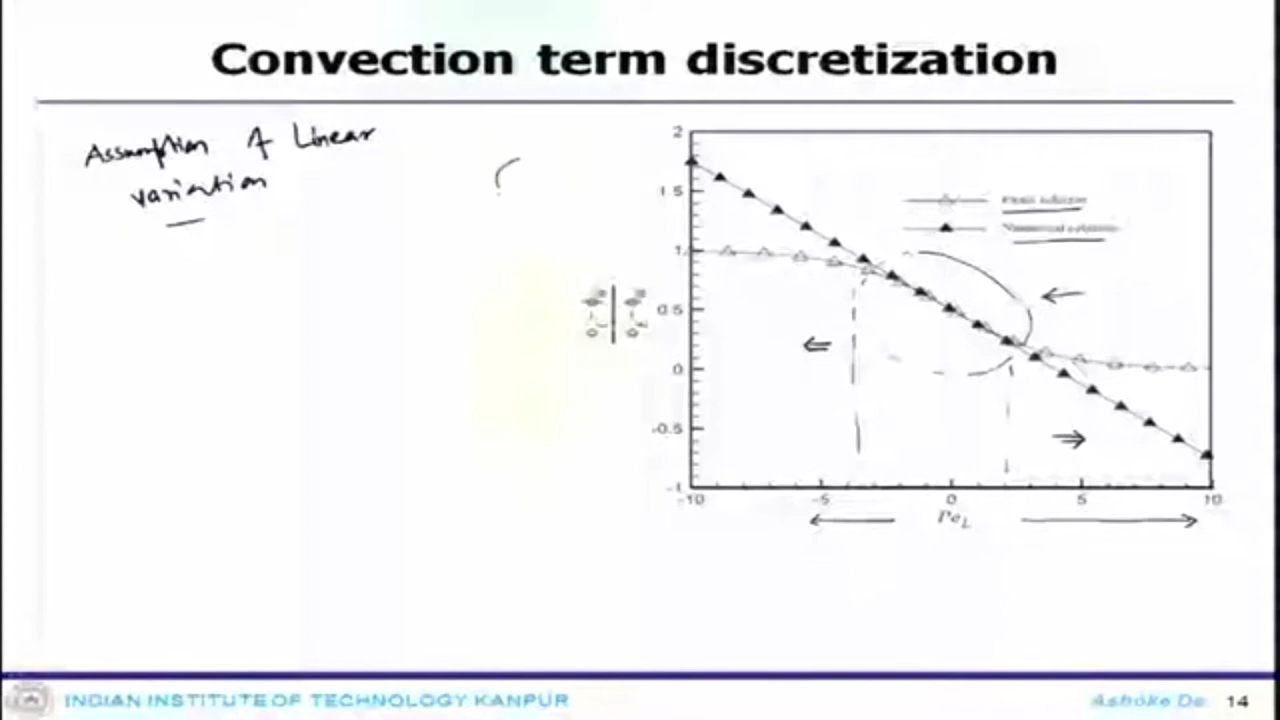 Convection term discretization
Assumption of Linear
variation
2
1.5
1
0.5
0
-0.5
-1
-10
-5
0
5
10
Pe_L
INDIAN INSTITUTE OF TECHNOLOGY KANPUR
Ashoke De
14